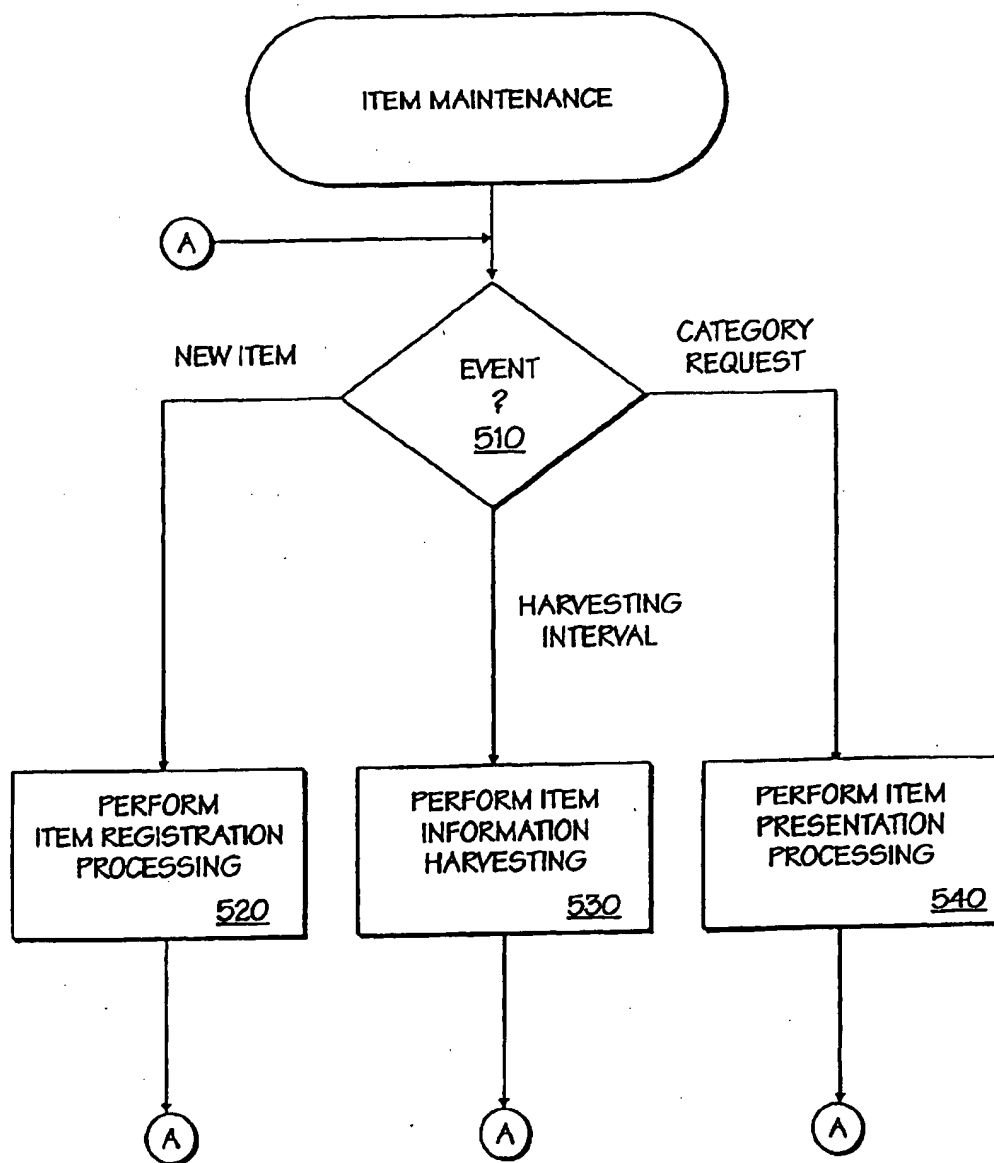 ITEM MAINTENANCE
A
NEW ITEM
EVENT
?
510
CATEGORY
REQUEST
HARVESTING
INTERVAL
PERFORM
ITEM REGISTRATION
PROCESSING
520
PERFORM ITEM
INFORMATION
HARVESTING
530
PERFORM ITEM
PRESENTATION
PROCESSING
540
A
A
A